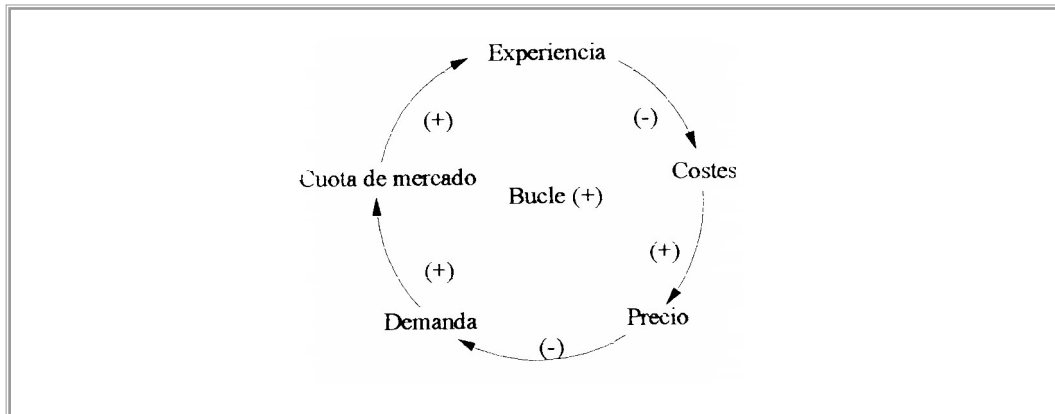 Experiencia
(+)
(-)
Cuota de mercado
Costes
Bucle (+)
(+)
(+)
Demanda
Precio
(-)